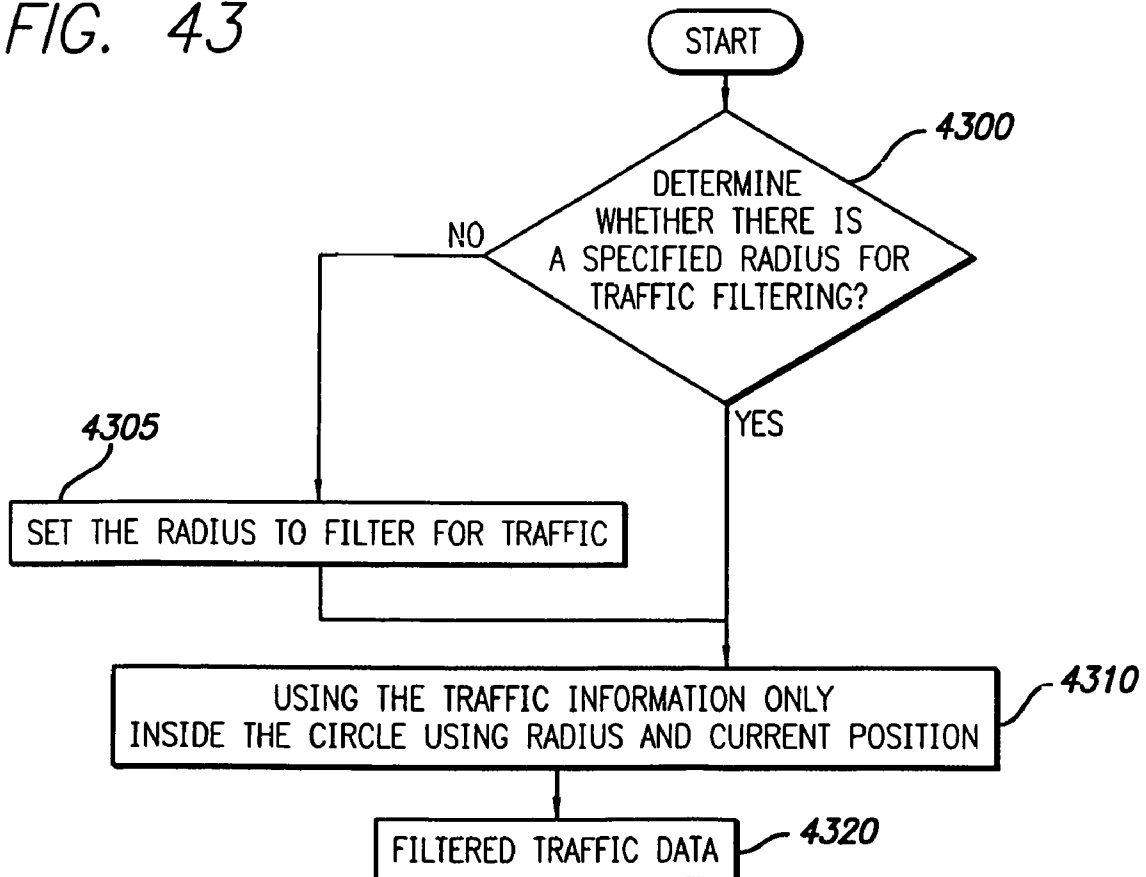 FIG. 43
START
4300
DETERMINE
WHETHER THERE IS
A SPECIFIED RADIUS FOR
TRAFFIC FILTERING?
NO
YES
4305
SET THE RADIUS TO FILTER FOR TRAFFIC
4310
USING THE TRAFFIC INFORMATION ONLY
INSIDE THE CIRCLE USING RADIUS AND CURRENT POSITION
4320
FILTERED TRAFFIC DATA